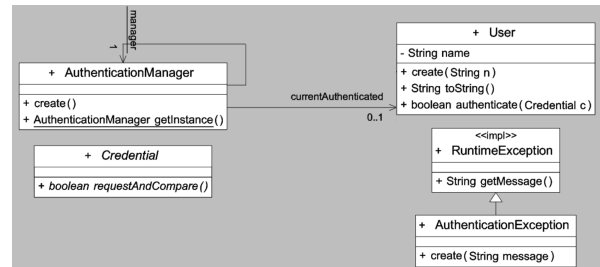 manager
1
+ AuthenticationManager
+ create()
+ AuthenticationManager getInstance()
currentAuthenticated
0..1
+ User
- String name
+ create(String n)
+ String toString()
+ boolean authenticate(Credential c)
+ Credential
+ boolean requestAndCompare()
<<impl>>
+ RuntimeException
+ String getMessage()
+ AuthenticationException
+ create(String message)